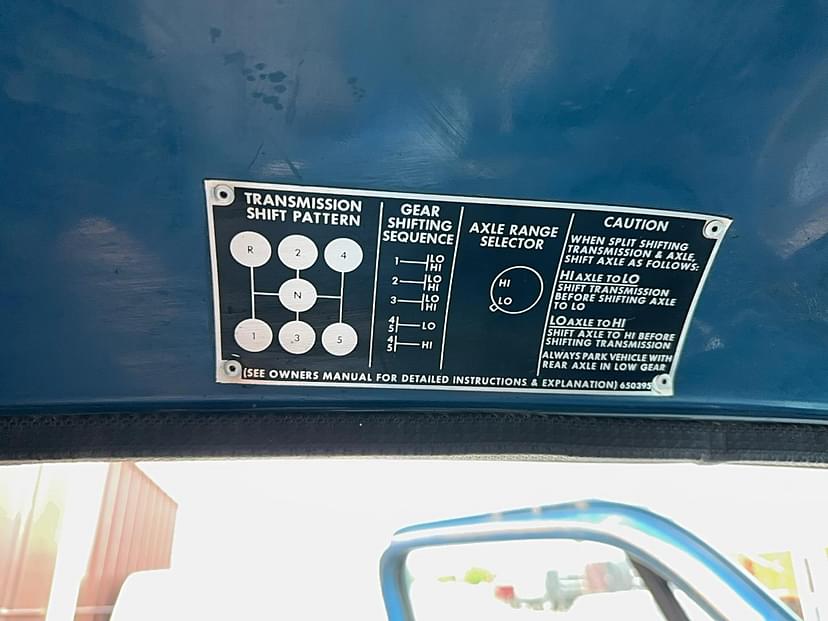 TRANSMISSION
SHIFT PATTERN
R 2 4
N
1 3 5
GEAR
SHIFTING
SEQUENCE
1 LO
HI
2 LO
HI
3 LO
HI
4
5 LO
4
5 HI
AXLE RANGE
SELECTOR
HI
LO
CAUTION
WHEN SPLIT SHIFTING
TRANSMISSION & AXLE,
SHIFT AXLE AS FOLLOWS:
HI AXLE TO LO
SHIFT TRANSMISSION
BEFORE SHIFTING AXLE
TO LO
LO AXLE TO HI
SHIFT AXLE TO HI BEFORE
SHIFTING TRANSMISSION
ALWAYS PARK VEHICLE WITH
REAR AXLE IN LOW GEAR
(SEE OWNERS MANUAL FOR DETAILED INSTRUCTIONS & EXPLANATION) 650395